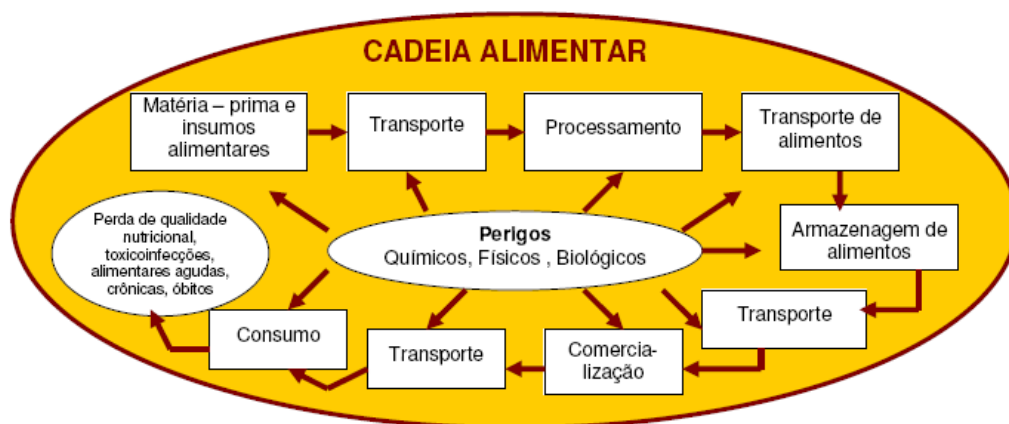 CADEIA ALIMENTAR
Matéria – prima e
insumos
alimentares
Transporte
Processamento
Transporte de
alimentos
Armazenagem de
alimentos
Transporte
Comercia-
lização
Transporte
Consumo
Perda de qualidade
nutricional,
toxicoinfecções,
alimentares agudas,
crônicas, óbitos
Perigos
Químicos, Físicos , Biológicos